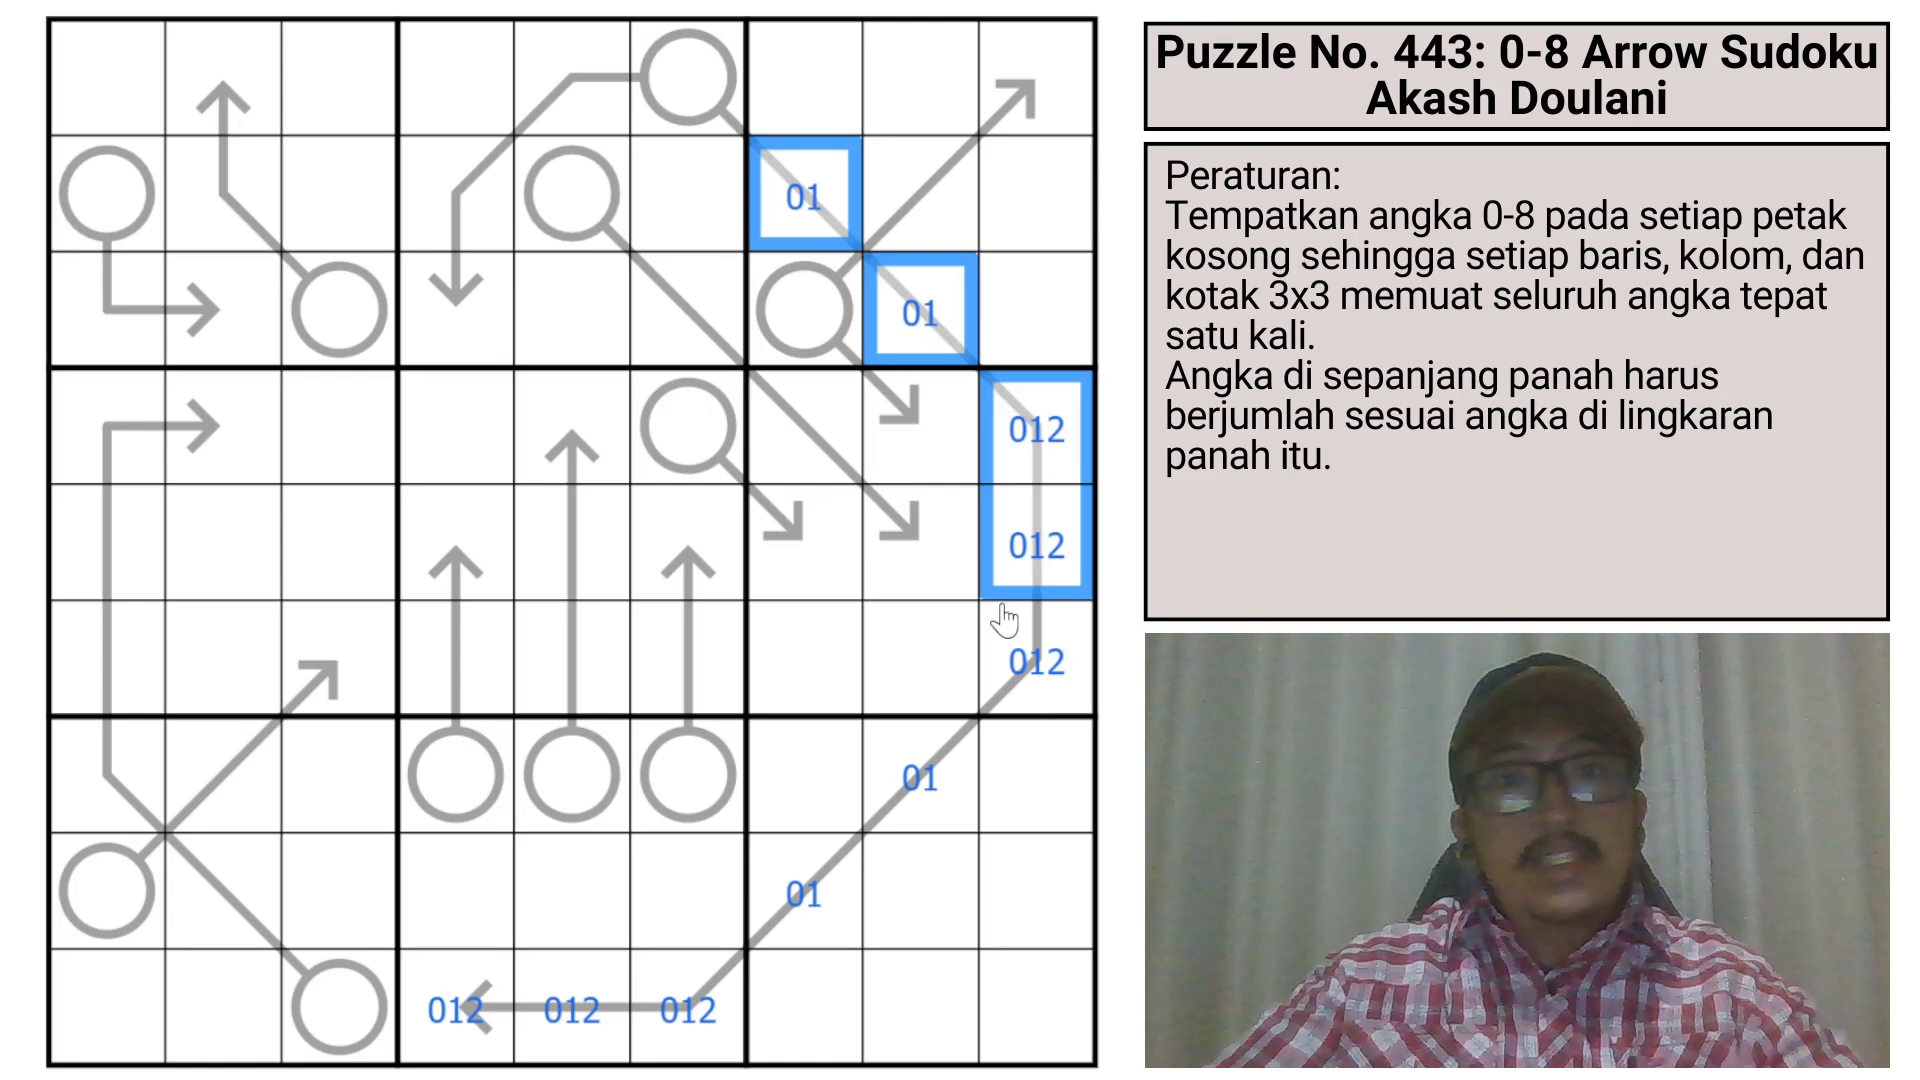 Puzzle No. 443: 0-8 Arrow Sudoku
Akash Doulani
Peraturan:
Tempatkan angka 0-8 pada setiap petak
kosong sehingga setiap baris, kolom, dan
kotak 3x3 memuat seluruh angka tepat
satu kali.
Angka di sepanjang panah harus
berjumlah sesuai angka di lingkaran
panah itu.
01
01
012
012
012
01
01
012 012 012